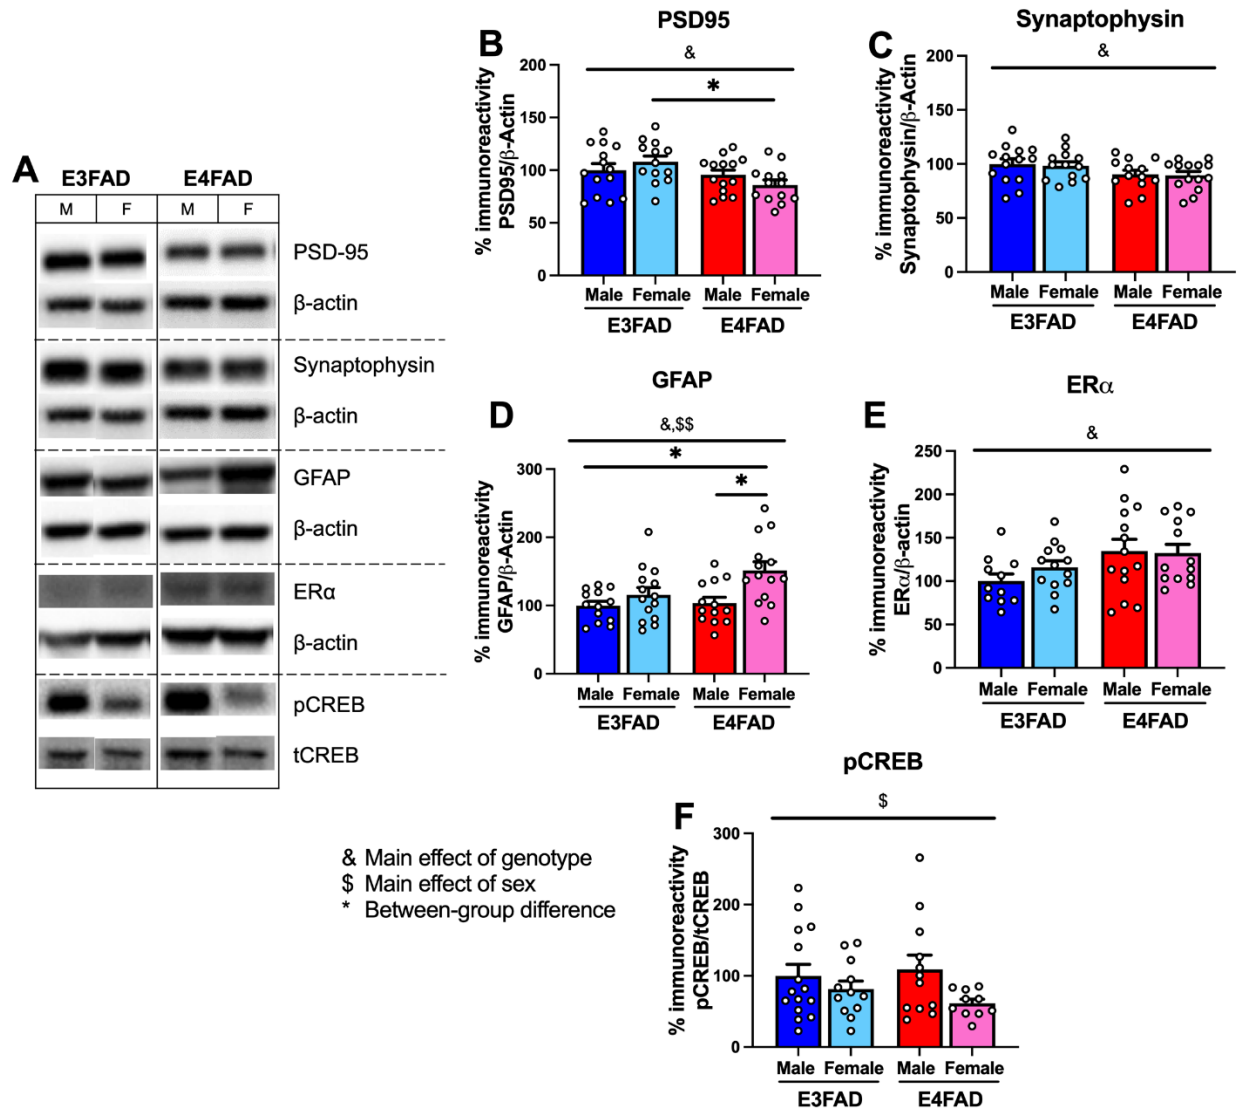 A
E3FAD E4FAD
M F M F
PSD-95
β-actin
Synaptophysin
β-actin
GFAP
β-actin
ERα
β-actin
pCREB
tCREB
B
PSD95
&
*
% immunoreactivity
PSD95/β-Actin
200
150
100
50
0
Male Female Male Female
E3FAD E4FAD
C
Synaptophysin
&
% immunoreactivity
Synaptophysin/β-Actin
200
150
100
50
0
Male Female Male Female
E3FAD E4FAD
D
GFAP
&,$$
*
*
% immunoreactivity
GFAP/β-Actin
300
200
100
0
Male Female Male Female
E3FAD E4FAD
E
ERα
&
% immunoreactivity
ERα/β-actin
250
200
150
100
50
0
Male Female Male Female
E3FAD E4FAD
& Main effect of genotype
$ Main effect of sex
* Between-group difference
F
pCREB
$
% immunoreactivity
pCREB/tCREB
300
200
100
0
Male Female Male Female
E3FAD E4FAD